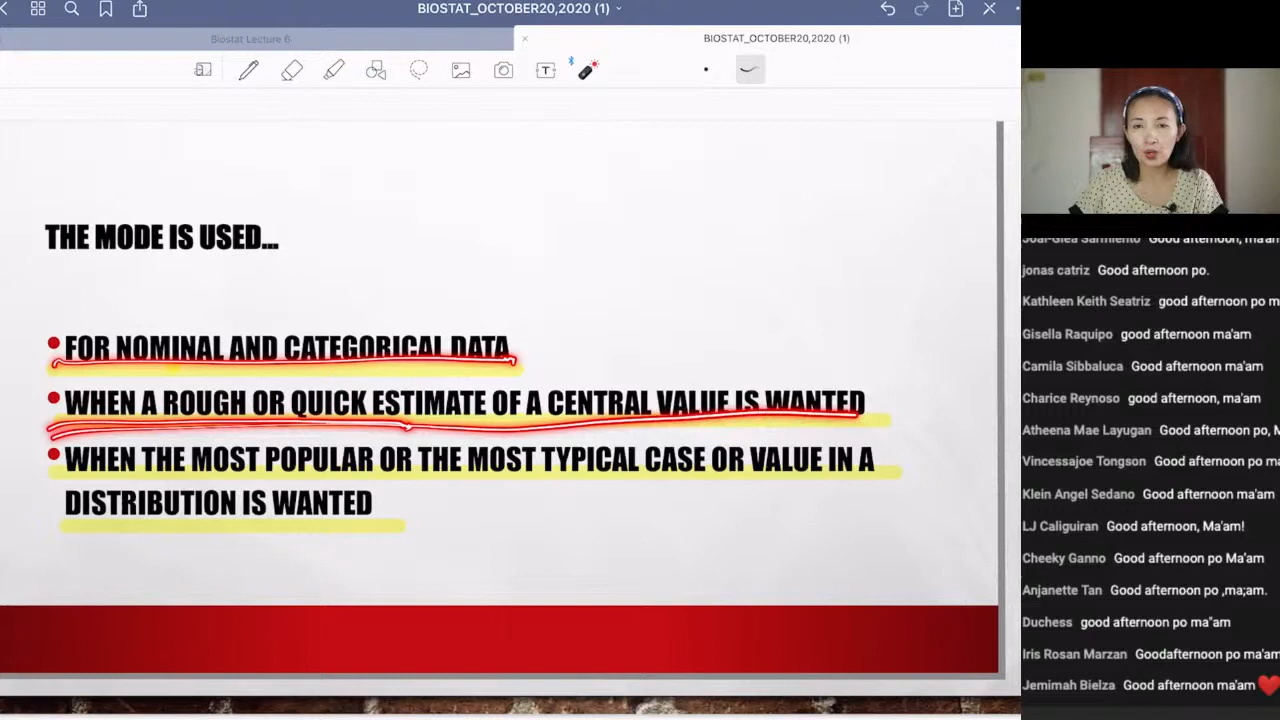 BIOSTAT_OCTOBER20,2020 (1)
Biostat Lecture 6
BIOSTAT_OCTOBER20,2020 (1)
THE MODE IS USED...
FOR NOMINAL AND CATEGORICAL DATA
WHEN A ROUGH OR QUICK ESTIMATE OF A CENTRAL VALUE IS WANTED
WHEN THE MOST POPULAR OR THE MOST TYPICAL CASE OR VALUE IN A
DISTRIBUTION IS WANTED
Sarmiento Good afternoon, ma'am
jonas catriz Good afternoon po.
Kathleen Keith Seatriz good afternoon po m
Gisella Raquipo good afternoon ma'am
Camila Sibbaluca Good afternoon ma'am
Charice Reynoso good afternoon, ma'am
Atheena Mae Layugan Good afternoon po, M
Vincessajoe Tongson Good afternoon po ma
Klein Angel Sedano Good afternoon ma'am
LJ Caliguiran Good afternoon, Ma'am!
Cheeky Ganno Good afternoon po Ma'am
Anjanette Tan Good afternoon po ,ma;am.
Duchess good afternoon po ma"am
Iris Rosan Marzan Goodafternoon po ma'am
Jemimah Bielza Good afternoon ma'am